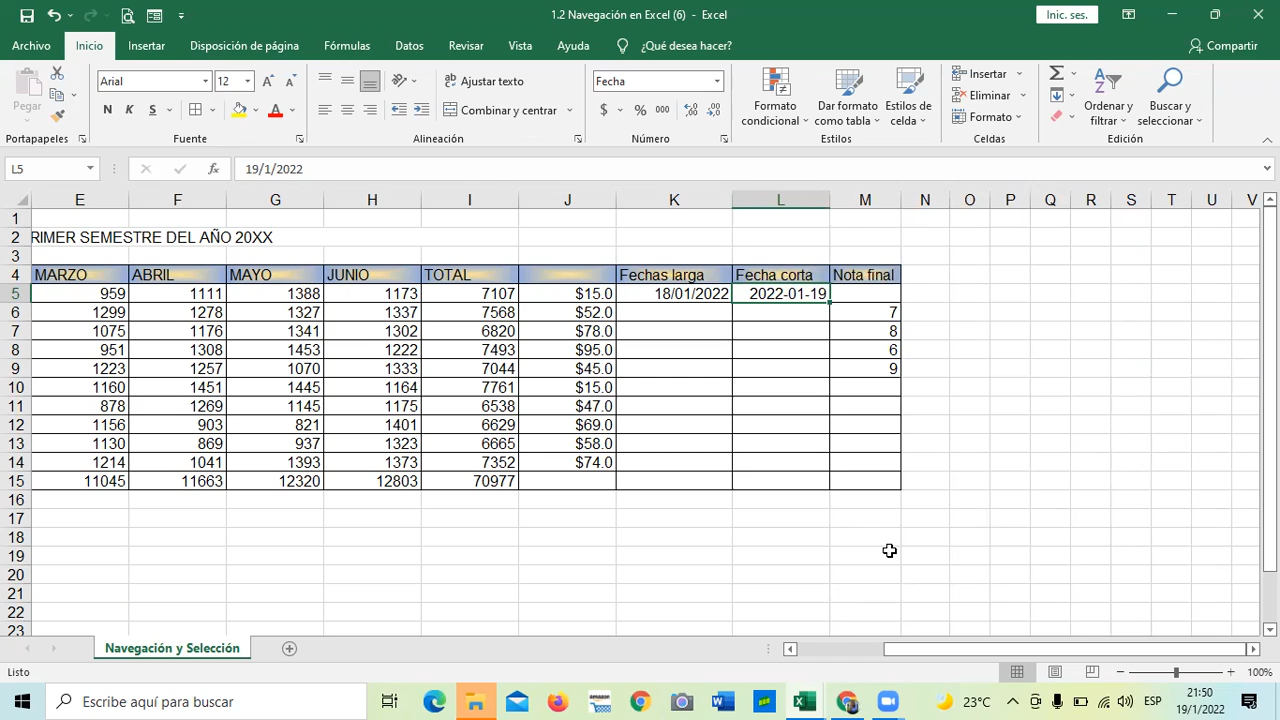 1.2 Navegación en Excel (6) - Excel
Inic. ses.
Archivo Inicio Insertar Disposición de página Fórmulas Datos Revisar Vista Ayuda ¿Qué desea hacer? Compartir
Pegar
Arial 12
N K S
Ajustar texto
Combinar y centrar
Fecha
$ % 000
Formato condicional
Dar formato como tabla
Estilos de celda
Insertar
Eliminar
Formato
Ordenar y filtrar
Buscar y seleccionar
Portapapeles Fuente Alineación Número Estilos Celdas Edición
L5 fx 19/1/2022
E F G H I J K L M N O P Q R S T U V
1
2 RIMER SEMESTRE DEL AÑO 20XX
3
4 MARZO ABRIL MAYO JUNIO TOTAL Fechas larga Fecha corta Nota final
5 959 1111 1388 1173 7107 $15.0 18/01/2022 2022-01-19
6 1299 1278 1327 1337 7568 $52.0 7
7 1075 1176 1341 1302 6820 $78.0 8
8 951 1308 1453 1222 7493 $95.0 6
9 1223 1257 1070 1333 7044 $45.0 9
10 1160 1451 1445 1164 7761 $15.0
11 878 1269 1145 1175 6538 $47.0
12 1156 903 821 1401 6629 $69.0
13 1130 869 937 1323 6665 $58.0
14 1214 1041 1393 1373 7352 $74.0
15 11045 11663 12320 12803 70977
16
17
18
19
20
21
22
23
Navegación y Selección
Listo 100%
Escribe aquí para buscar
23°C ESP 21:50
19/1/2022